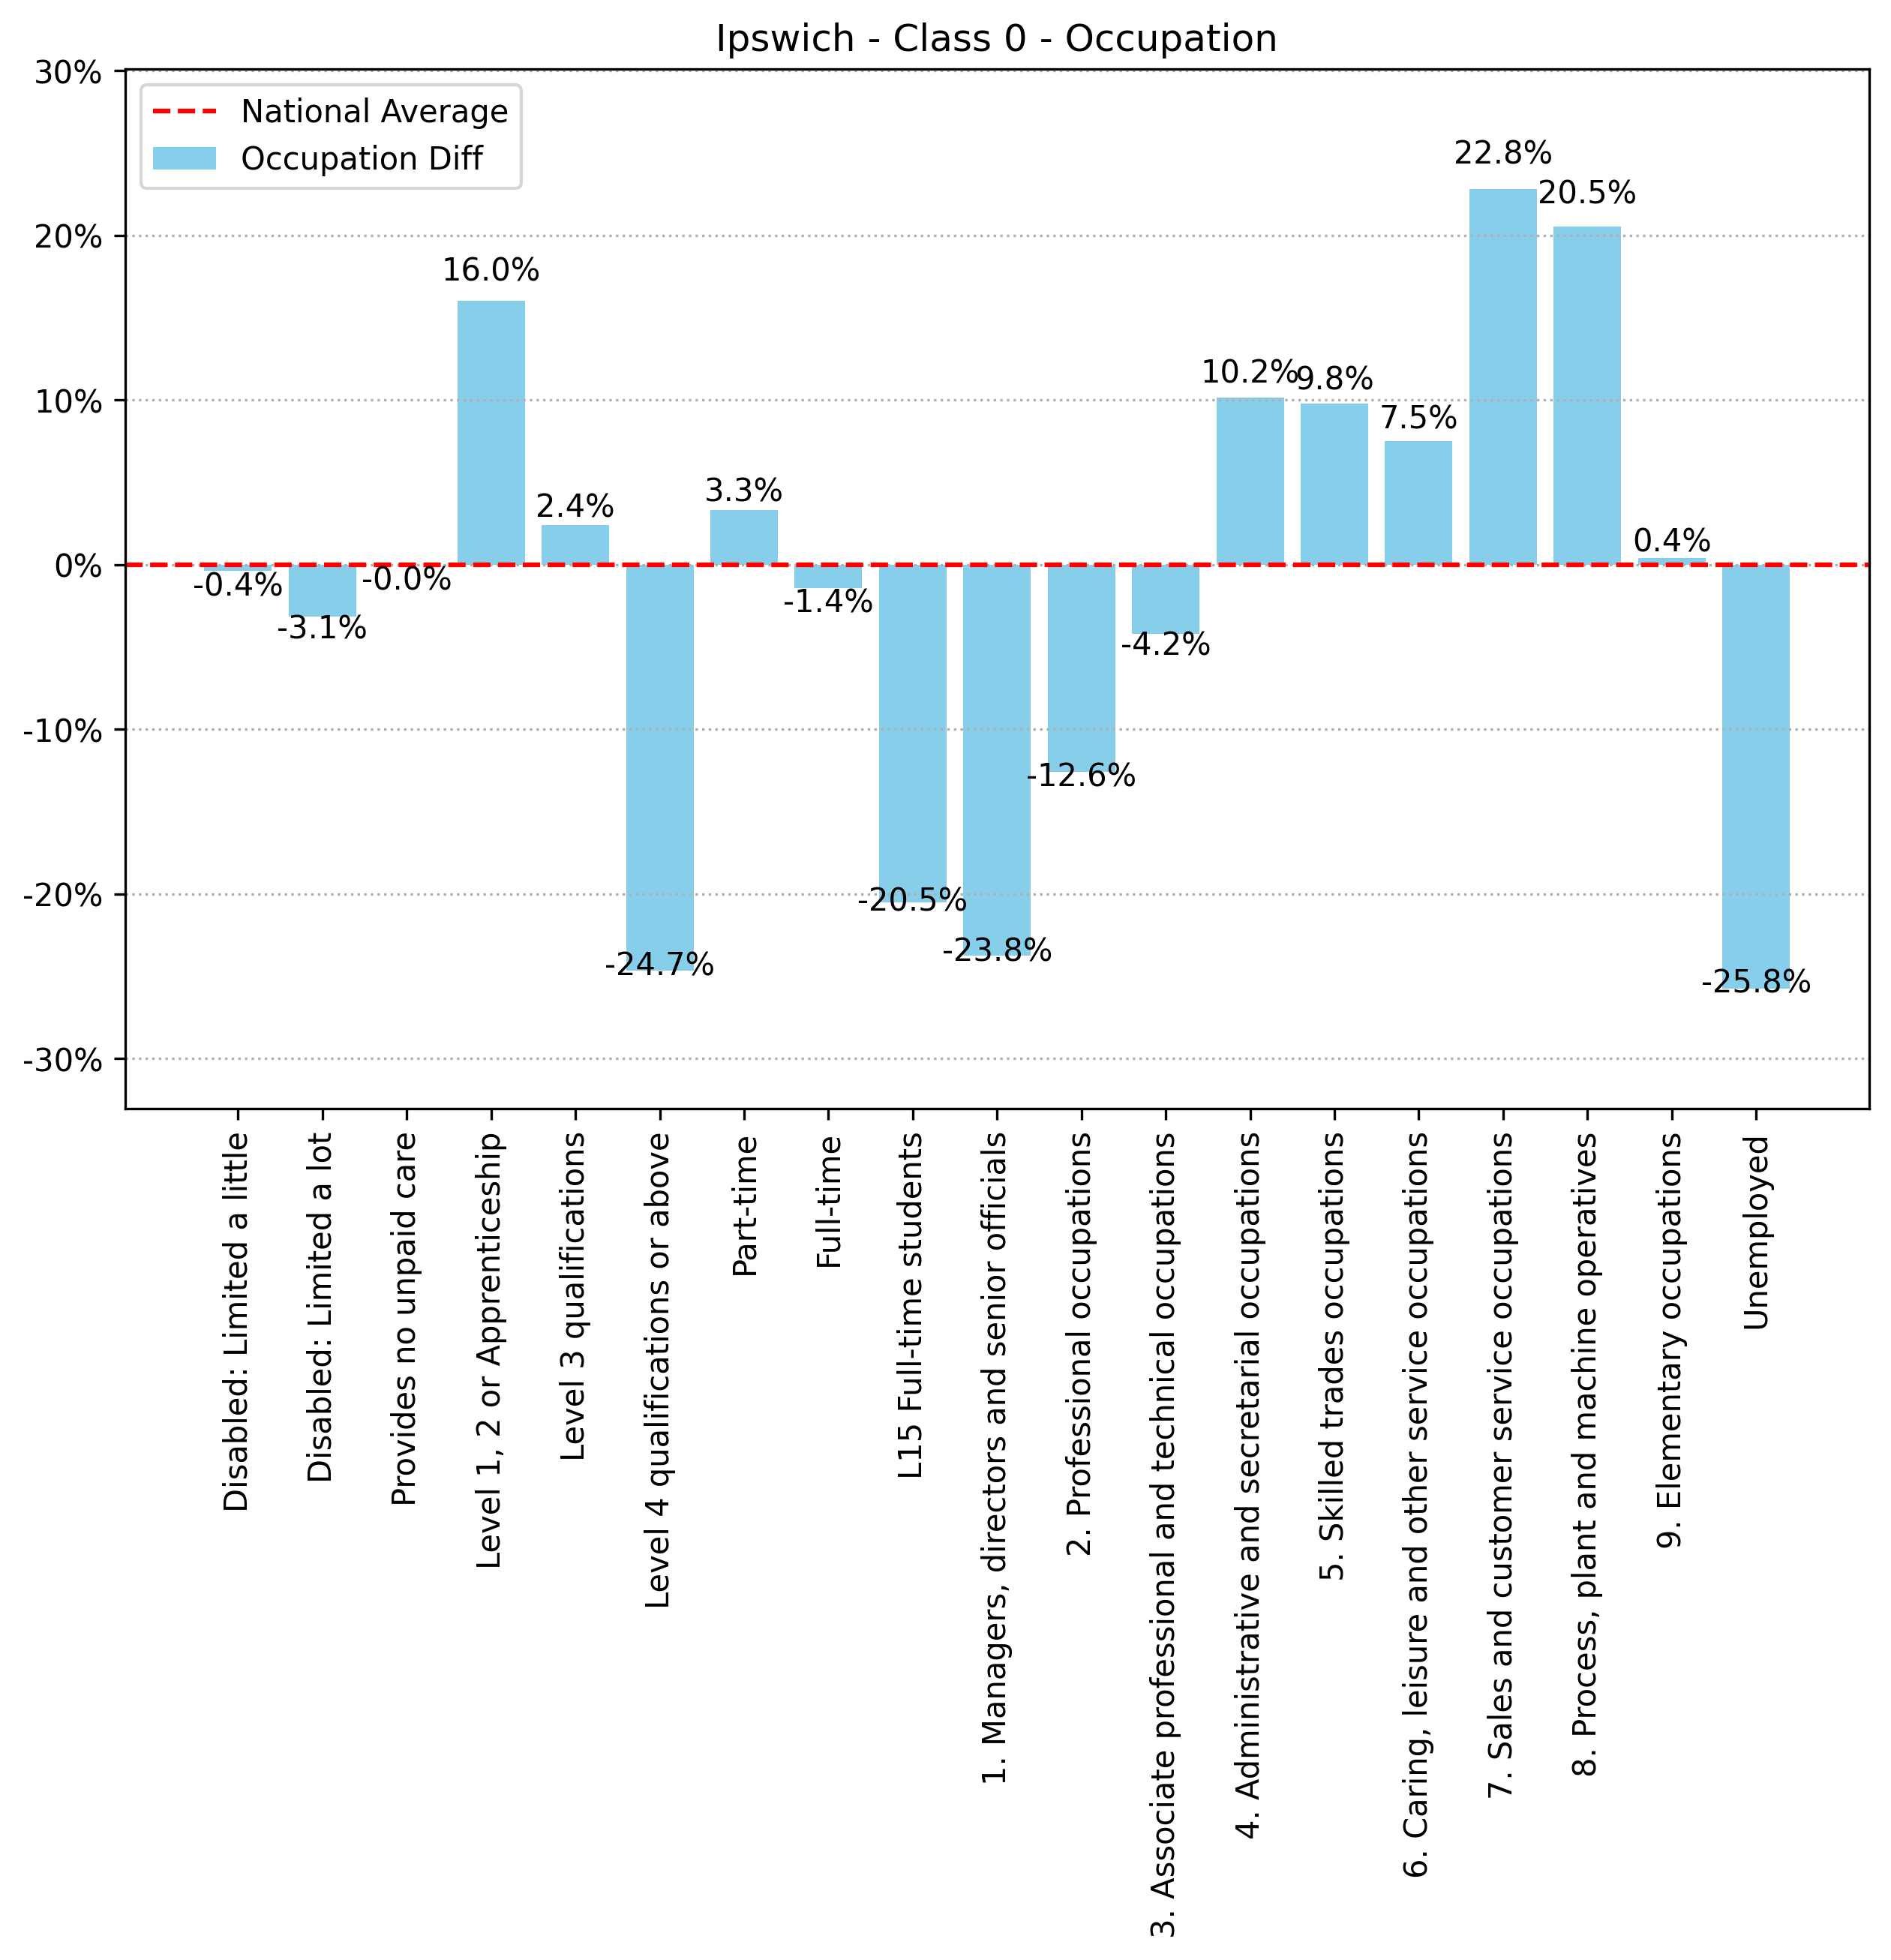 Ipswich - Class 0 - Occupation
National Average
Occupation Diff
30%
20%
10%
0%
-10%
-20%
-30%
-0.4%
-3.1%
-0.0%
16.0%
2.4%
-24.7%
3.3%
-1.4%
-20.5%
-23.8%
-12.6%
-4.2%
10.2%
9.8%
7.5%
22.8%
20.5%
0.4%
-25.8%
Disabled: Limited a little
Disabled: Limited a lot
Provides no unpaid care
Level 1, 2 or Apprenticeship
Level 3 qualifications
Level 4 qualifications or above
Part-time
Full-time
L15 Full-time students
1. Managers, directors and senior officials
2. Professional occupations
3. Associate professional and technical occupations
4. Administrative and secretarial occupations
5. Skilled trades occupations
6. Caring, leisure and other service occupations
7. Sales and customer service occupations
8. Process, plant and machine operatives
9. Elementary occupations
Unemployed